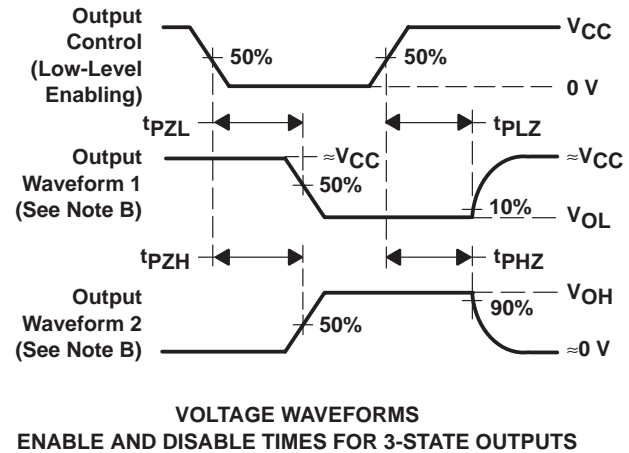 Output
Control
(Low-Level
Enabling)
50%
50%
VCC
0 V
tPZL
tPLZ
Output
Waveform 1
(See Note B)
≈VCC
50%
≈VCC
10%
VOL
tPZH
tPHZ
Output
Waveform 2
(See Note B)
50%
VOH
90%
≈0 V
VOLTAGE WAVEFORMS
ENABLE AND DISABLE TIMES FOR 3-STATE OUTPUTS